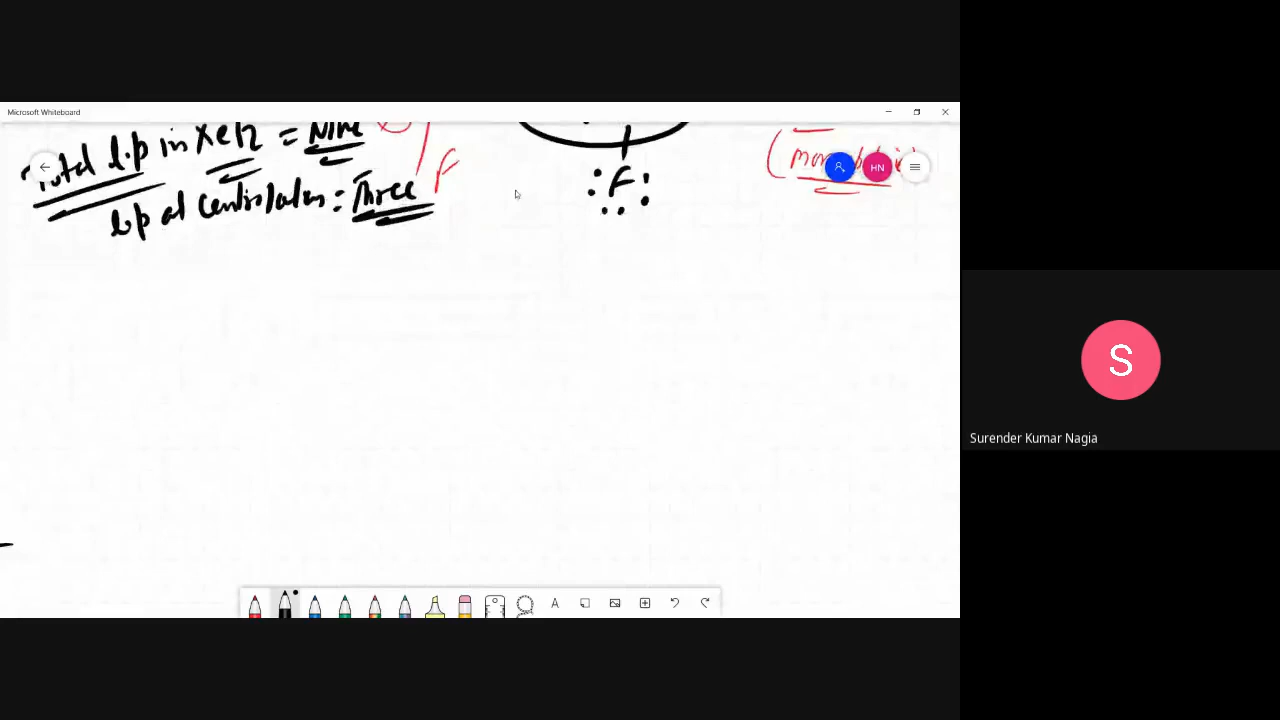 Microsoft Whiteboard
Total l.p in XeF2 = Nine
F
l.p at central atom = Three
:F:
HN
A
S
Surender Kumar Nagia